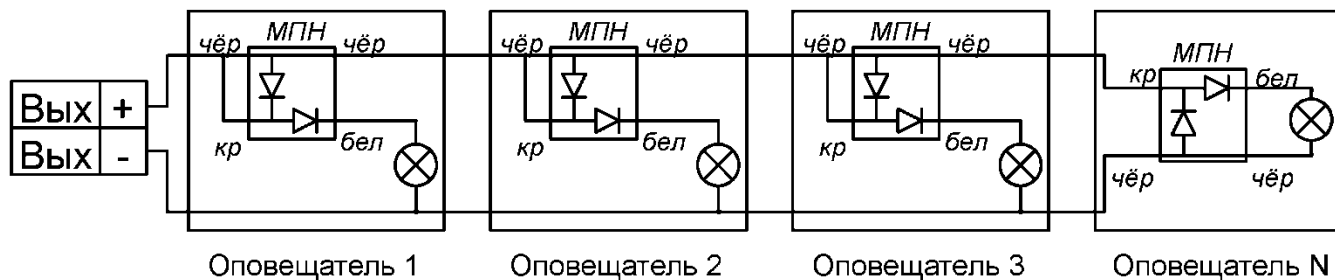 МПН МПН МПН МПН
чёр чёр чёр чёр чёр чёр
кр бел
Вых +
Вых -
кр бел кр бел кр бел
чёр чёр
Оповещатель 1 Оповещатель 2 Оповещатель 3 Оповещатель N